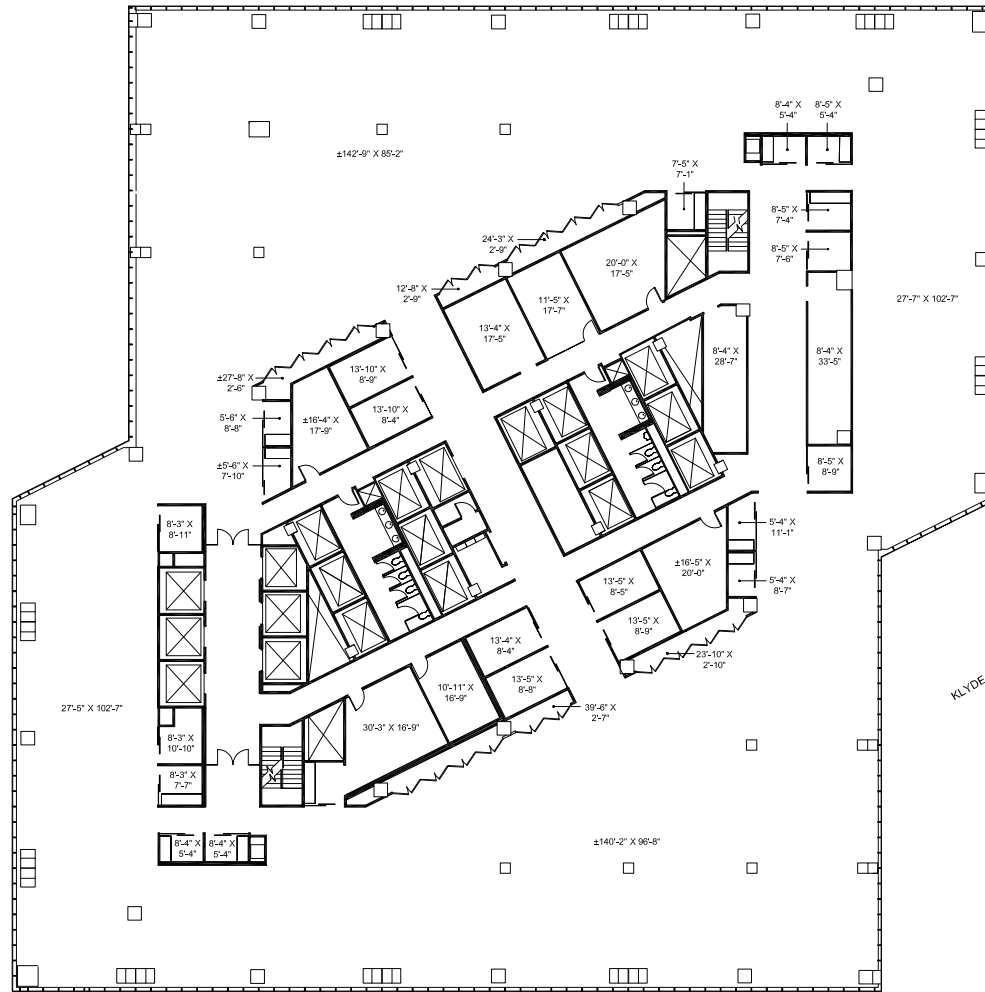 8'-4" X
5'-4"
8'-5" X
5'-4"
±142'-9" X 85'-2"
7'-5" X
7'-1"
8'-5" X
7'-4"
24'-3" X
2'-9"
8'-5" X
7'-6"
20'-0" X
17'-5"
12'-8" X
2'-9"
11'-5" X
17'-7"
27'-7" X 102'-7"
13'-4" X
17'-5"
8'-4" X
28'-7"
8'-4" X
33'-5"
13'-10" X
8'-9"
±27'-8" X
2'-6"
13'-10" X
8'-4"
5'-6" X
8'-8"
±16'-4" X
17'-9"
±5'-6" X
7'-10"
8'-5" X
8'-9"
8'-3" X
8'-11"
5'-4" X
11'-1"
±16'-5" X
20'-0"
13'-5" X
8'-5"
5'-4" X
8'-7"
13'-5" X
8'-9"
13'-4" X
8'-4"
23'-10" X
2'-10"
13'-5" X
8'-8"
10'-11" X
16'-9"
KLYDE
27'-5" X 102'-7"
39'-6" X
2'-7"
30'-3" X 16'-9"
8'-3" X
10'-10"
8'-3" X
7'-7"
8'-4" X
5'-4"
8'-4" X
5'-4"
±140'-2" X 96'-8"